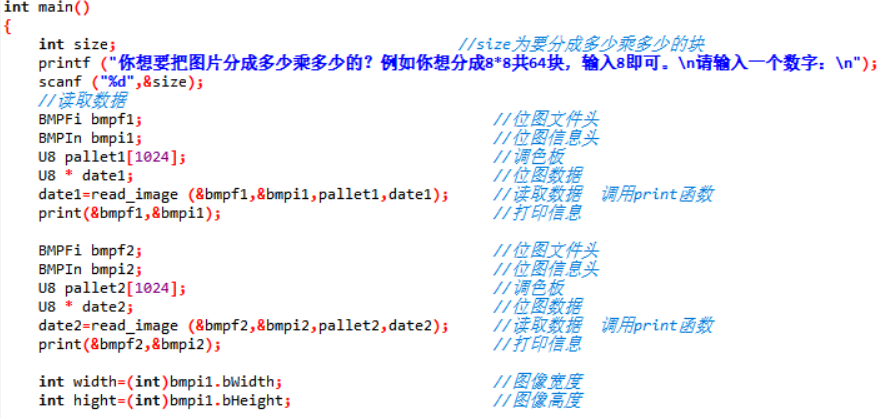 int main()
{
int size; //size为要分成多少乘多少的块
printf ("你想要把图片分成多少乘多少的？例如你想分成8*8共64块，输入8即可。\n请输入一个数字：\n");
scanf ("%d",&size);
//读取数据
BMPFi bmpf1; //位图文件头
BMPIn bmpi1; //位图信息头
U8 pallet1[1024]; //调色板
U8 * date1; //位图数据
date1=read_image (&bmpf1,&bmpi1,pallet1,date1); //读取数据 调用print函数
print(&bmpf1,&bmpi1); //打印信息
BMPFi bmpf2; //位图文件头
BMPIn bmpi2; //位图信息头
U8 pallet2[1024]; //调色板
U8 * date2; //位图数据
date2=read_image (&bmpf2,&bmpi2,pallet2,date2); //读取数据 调用print函数
print(&bmpf2,&bmpi2); //打印信息
int width=(int)bmpi1.bWidth; //图像宽度
int hight=(int)bmpi1.bHeight; //图像高度